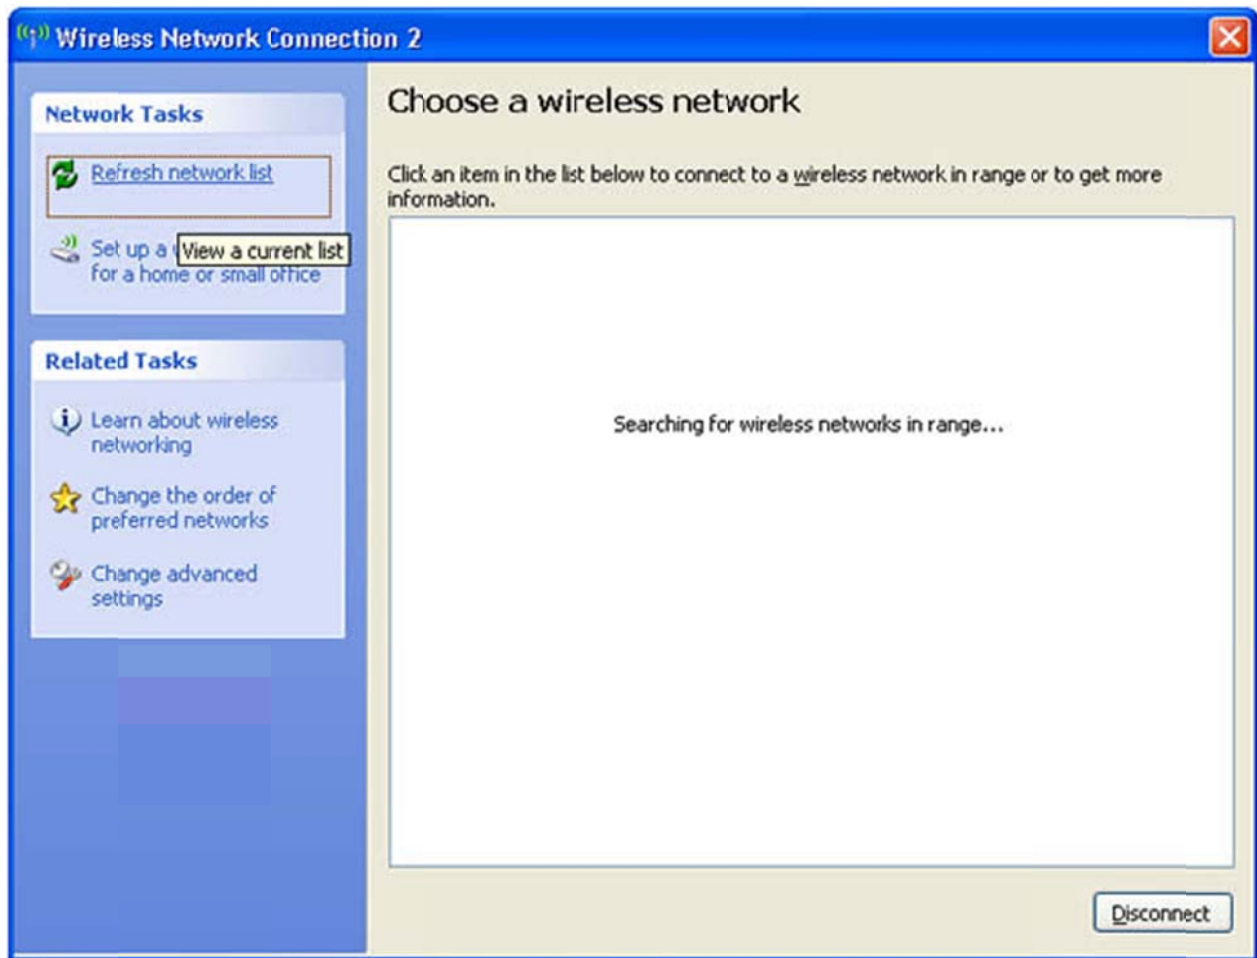 Wireless Network Connection 2
Network Tasks
Refresh network list
Set up a
View a current list
for a home or small office
Related Tasks
Learn about wireless
networking
Change the order of
preferred networks
Change advanced
settings
Choose a wireless network
Click an item in the list below to connect to a wireless network in range or to get more
information.
Searching for wireless networks in range...
Disconnect